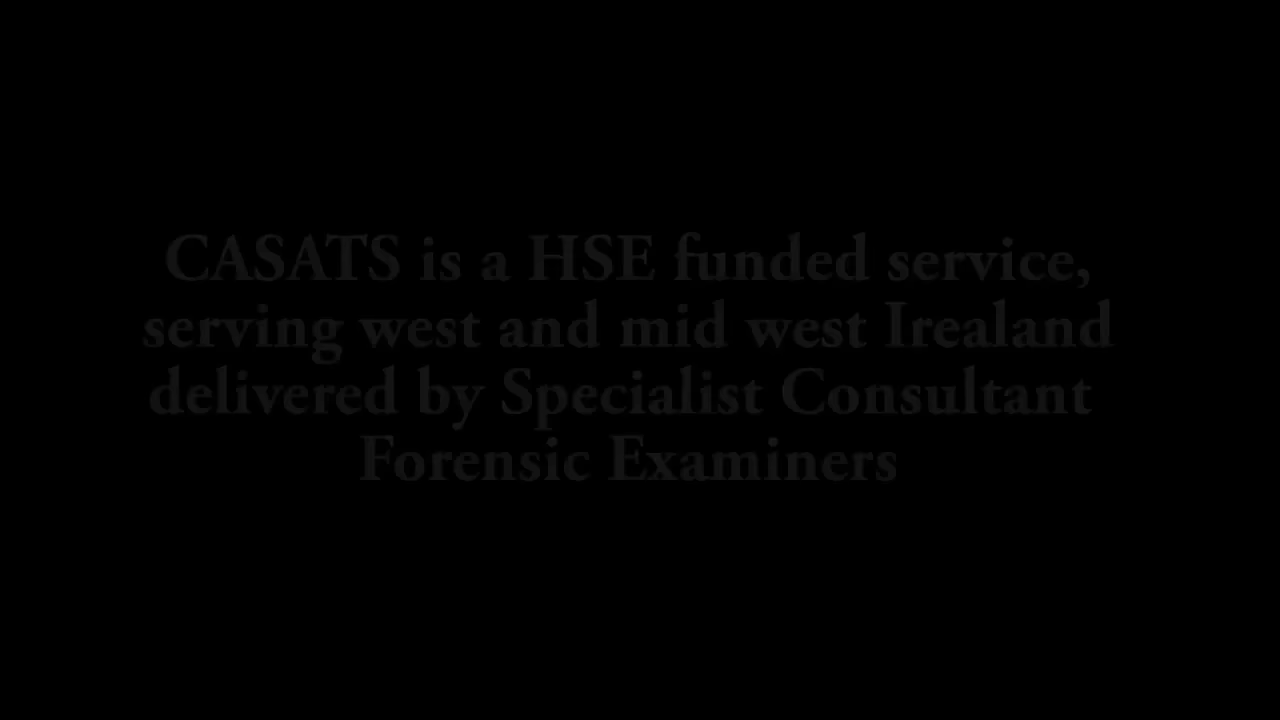 CASATS is a HSE funded service,
serving west and mid west Irealand
delivered by Specialist Consultant
Forensic Examiners